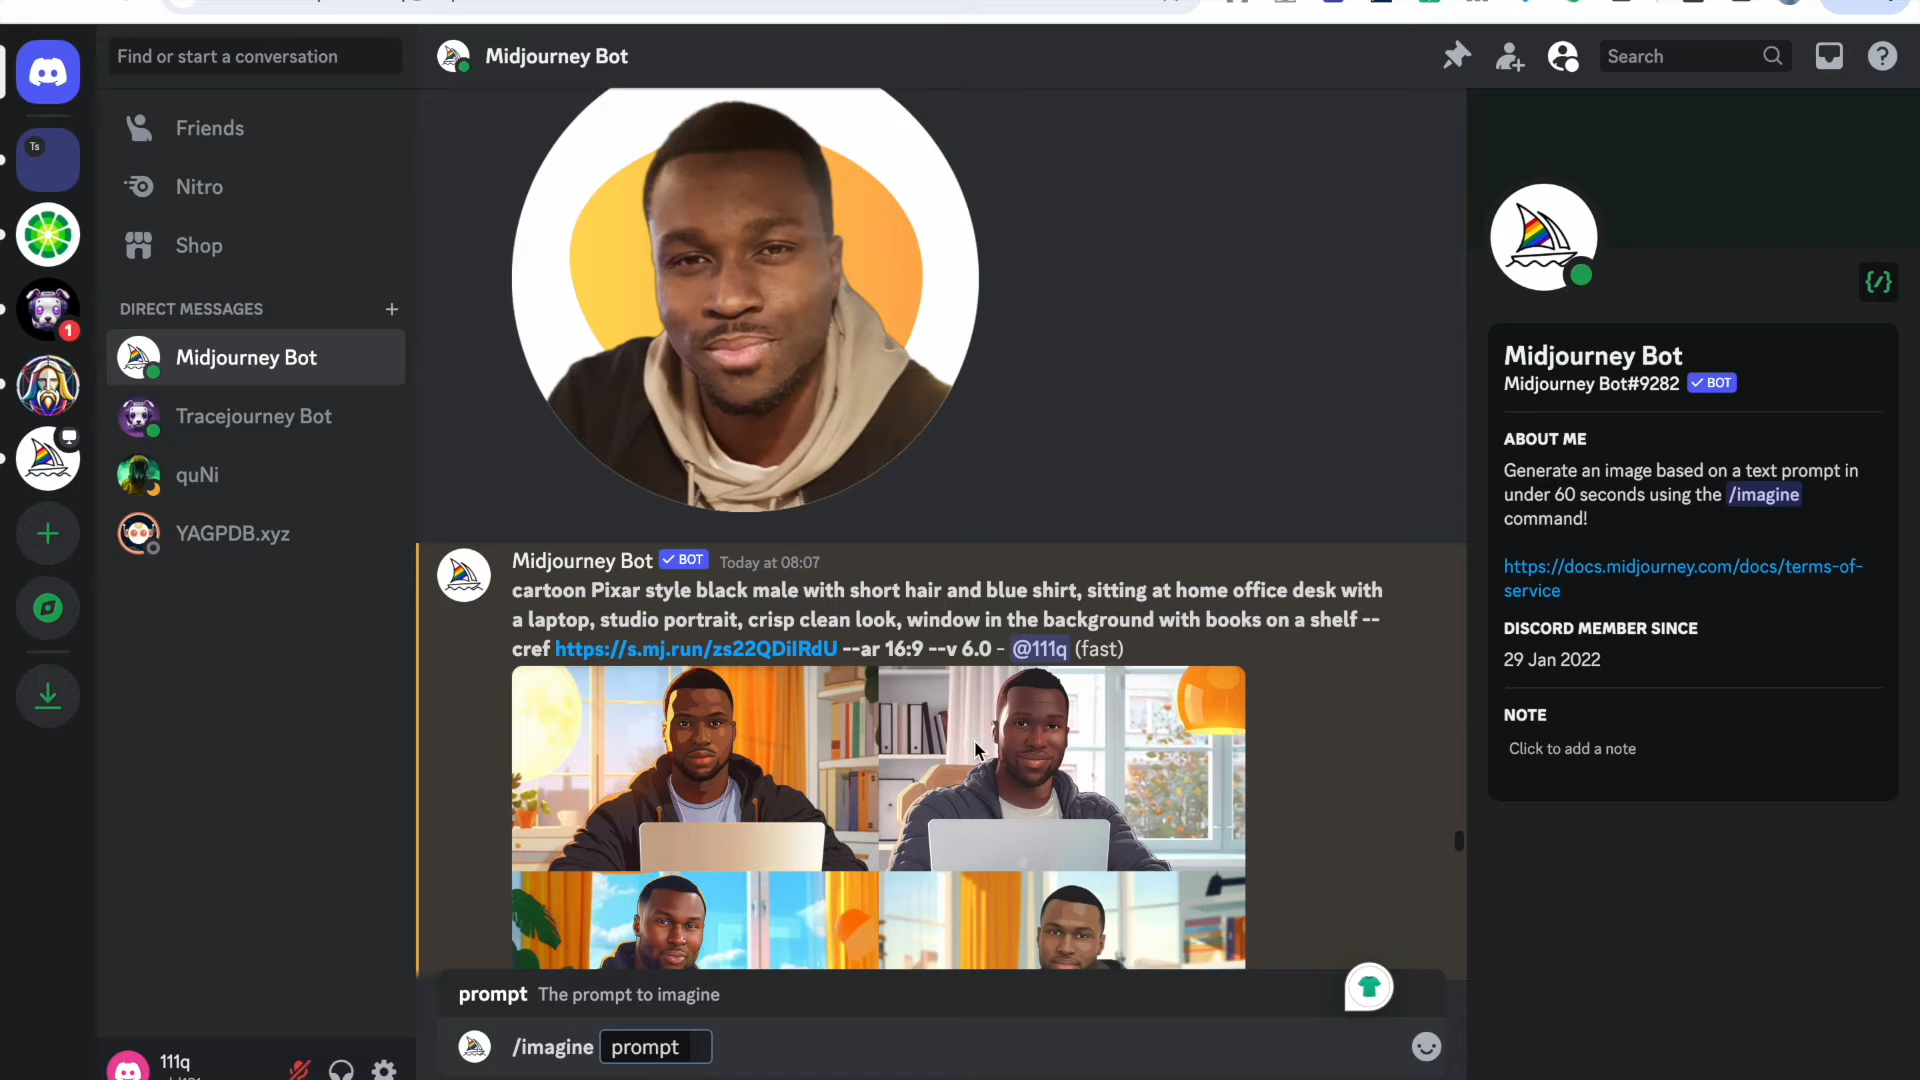 Find or start a conversation
Midjourney Bot
Search
Ts
Friends
Nitro
Shop
DIRECT MESSAGES
1
Midjourney Bot
Tracejourney Bot
quNi
YAGPDB.xyz
Midjourney Bot BOT Today at 08:07
cartoon Pixar style black male with short hair and blue shirt, sitting at home office desk with
a laptop, studio portrait, crisp clean look, window in the background with books on a shelf --
cref https://s.mj.run/zs22QDiIRdU --ar 16:9 --v 6.0 - @111q (fast)
prompt The prompt to imagine
/imagine prompt
111q
Midjourney Bot
Midjourney Bot#9282 BOT
ABOUT ME
Generate an image based on a text prompt in
under 60 seconds using the /imagine
command!
https://docs.midjourney.com/docs/terms-of-
service
DISCORD MEMBER SINCE
29 Jan 2022
NOTE
Click to add a note